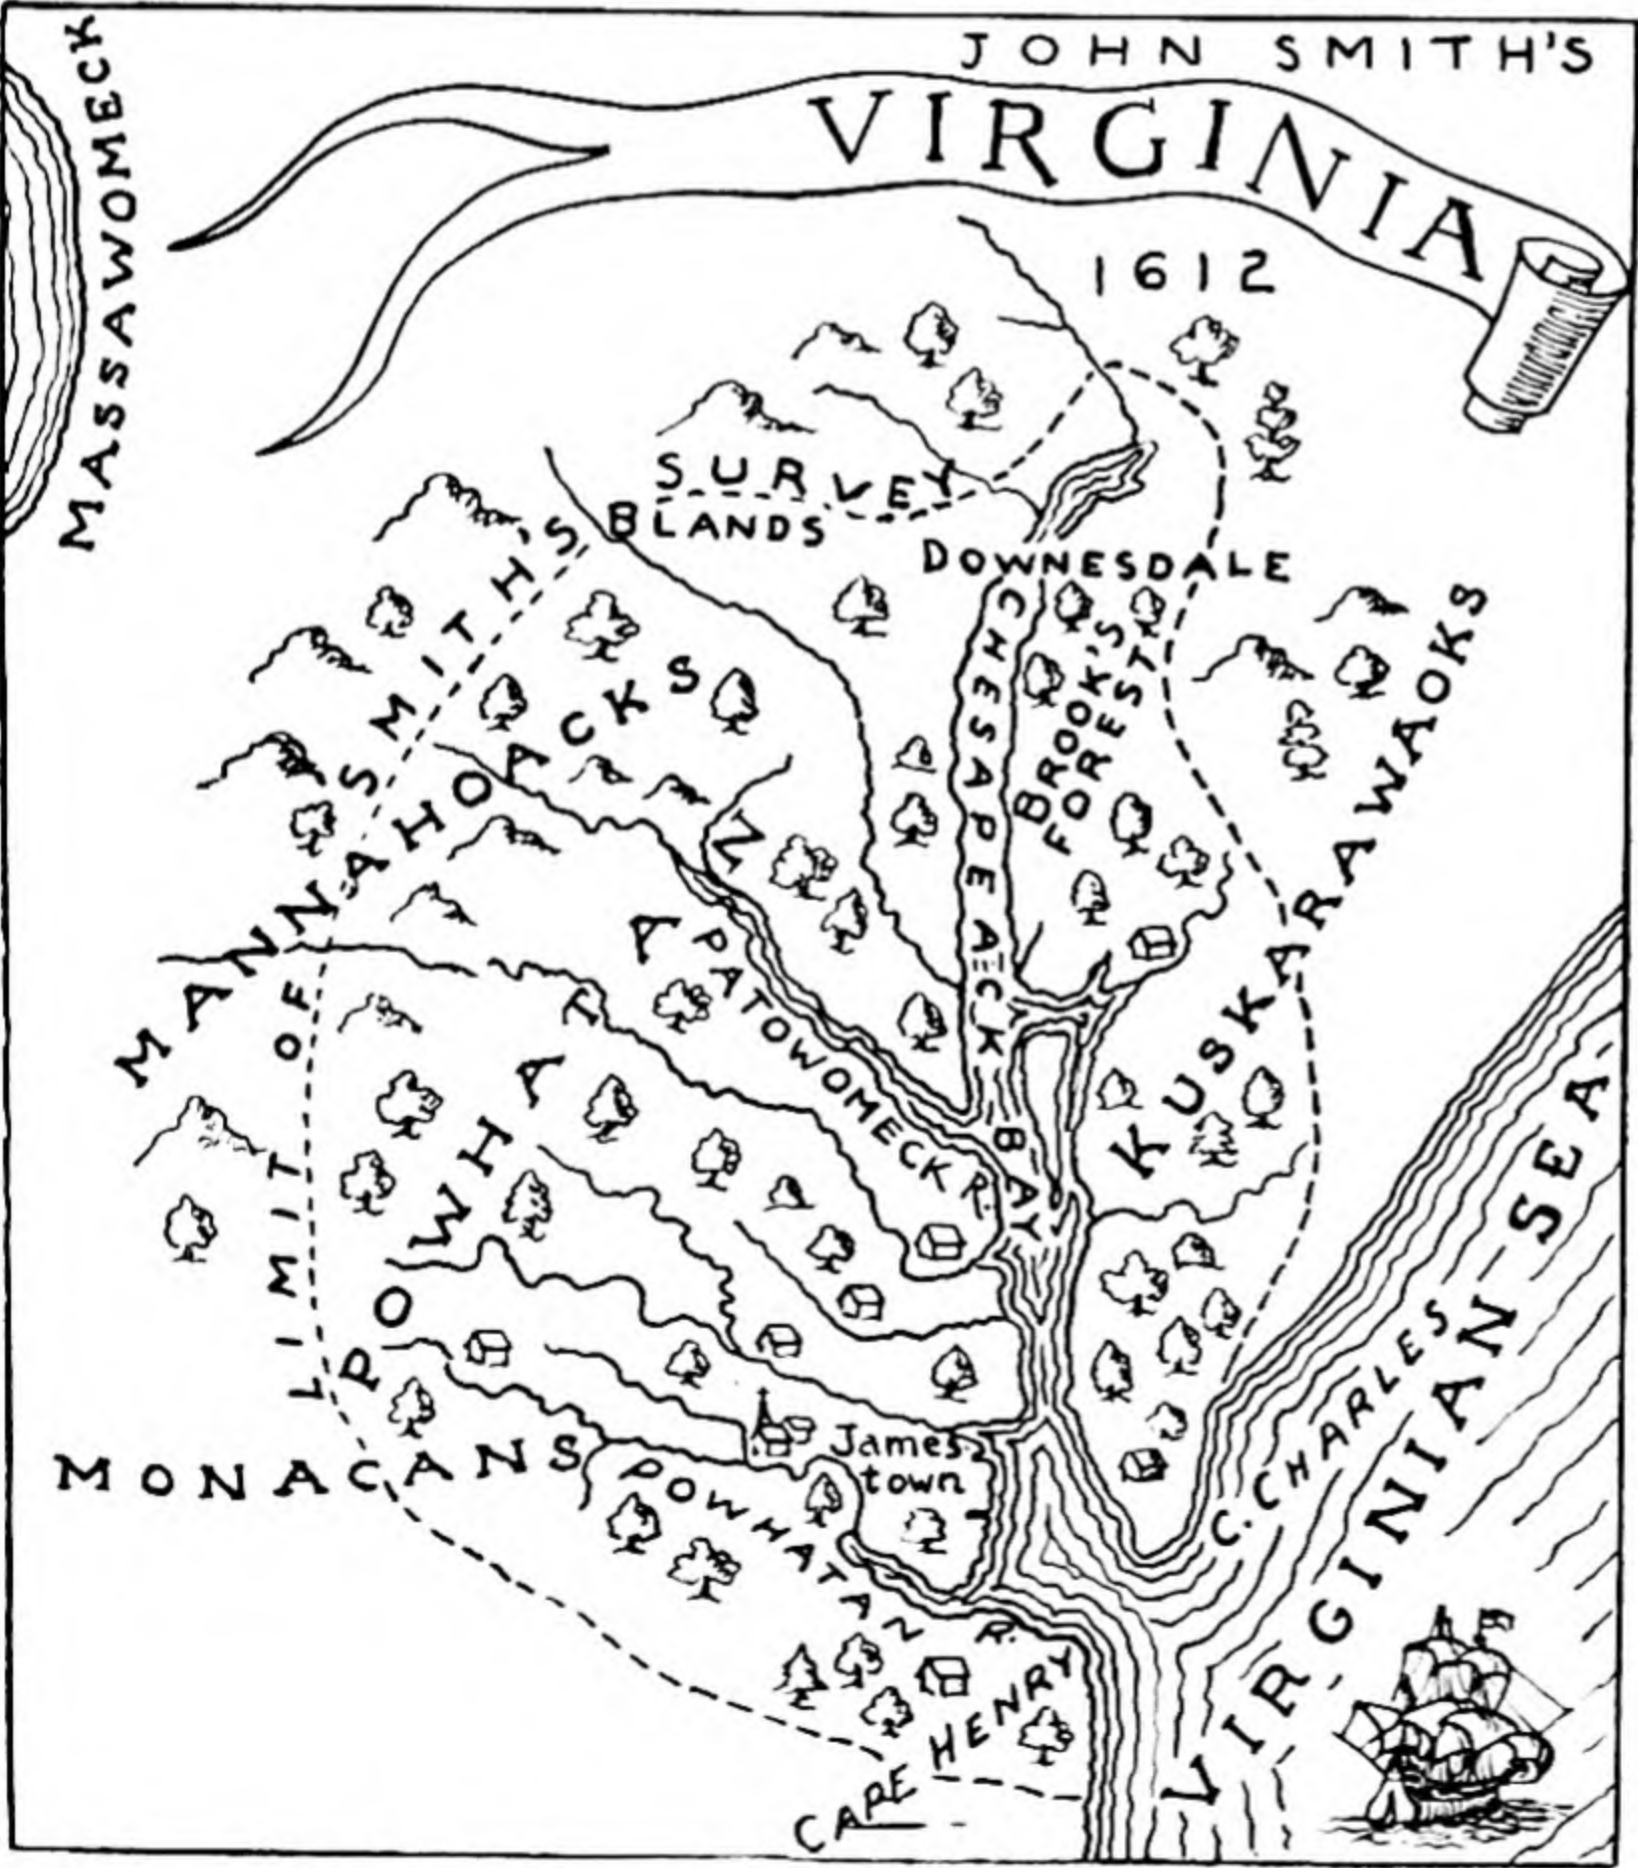 JOHN SMITH'S
VIRGINIA
1612
MASSAWOMECK
SURVEY
BLANDS
DOWNESDALE
LIMIT OF SMITHS
MANNAHOACKS
CHESAPEACK BAY
BROOK'S
FOREST
KUSKARAWAOKS
POWHATAN
PATOWOMECK R.
MONACANS
James
town
POWHATAN R.
C. CHARLES
VIRGINIAN SEA
CAPE HENRY